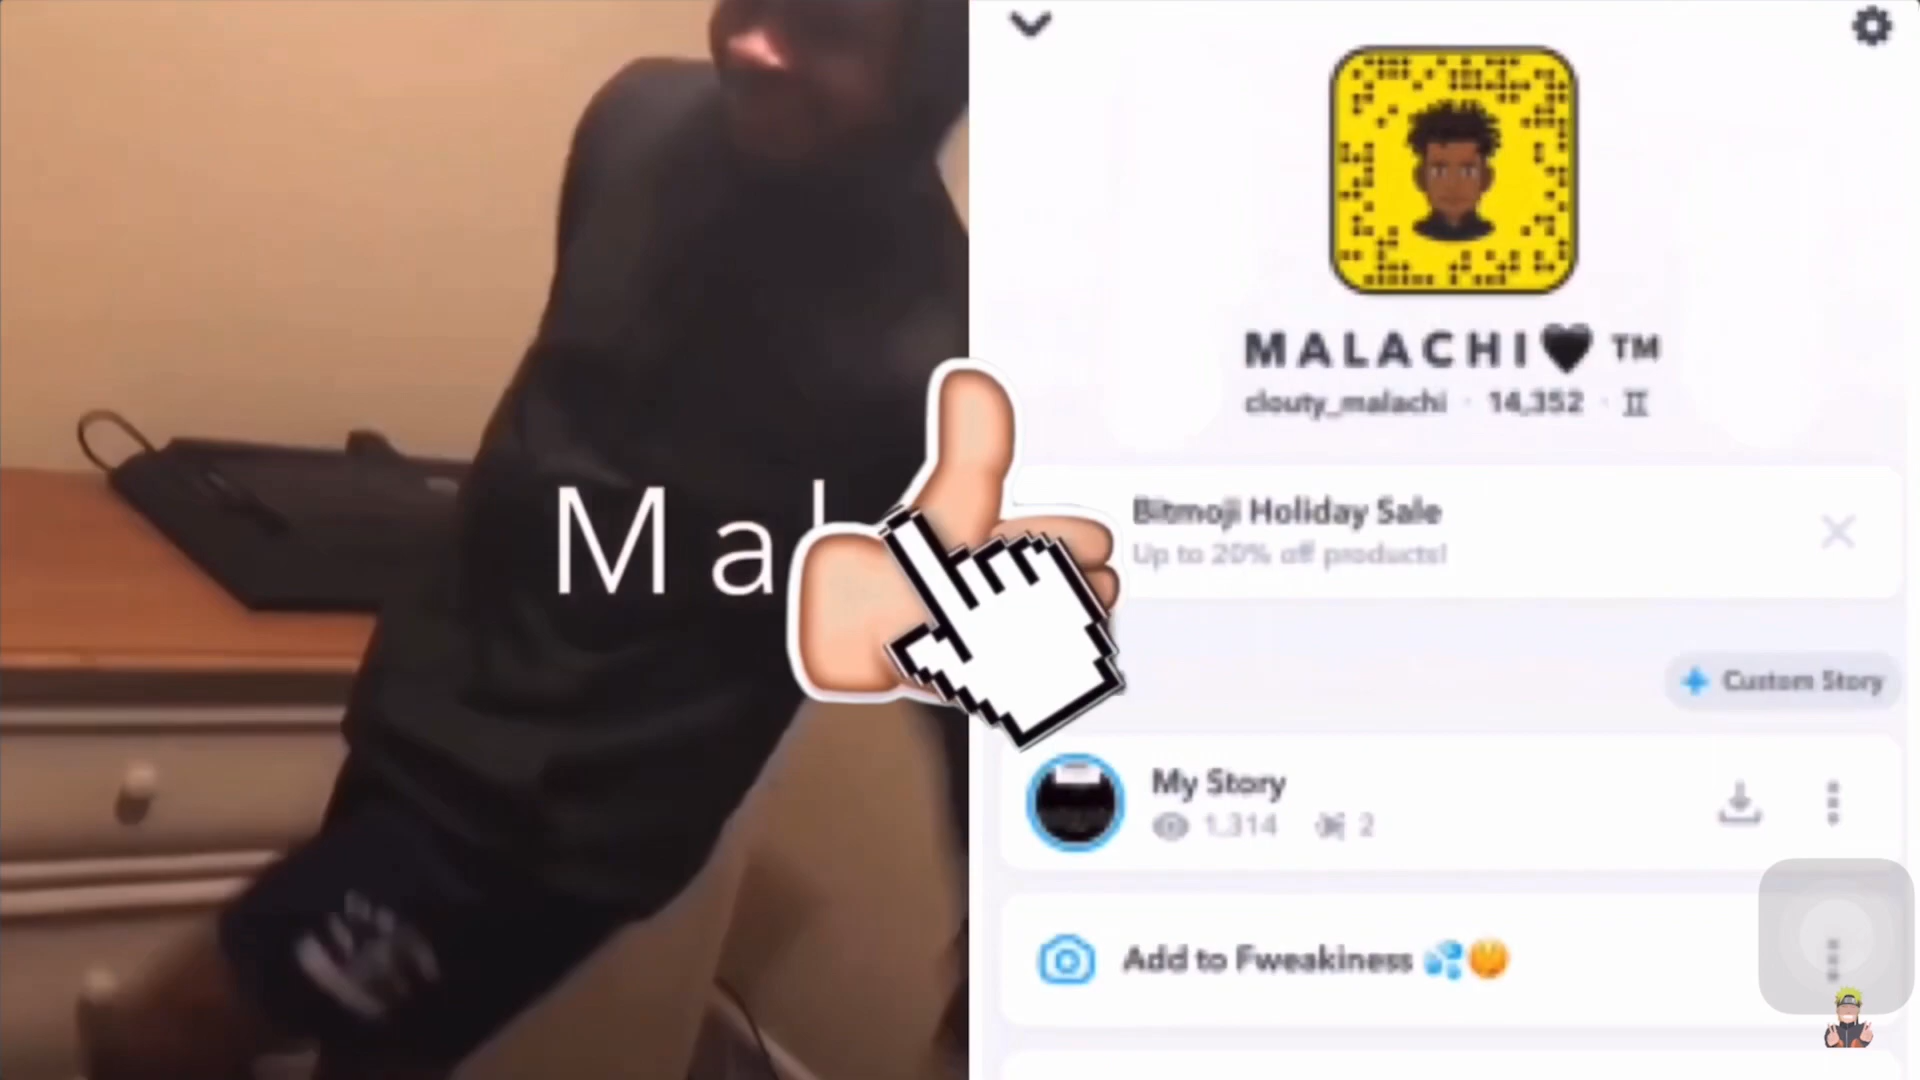 Mal
MALACHI🖤 TM
clouty_malachi · 14,352 · ♊
Bitmoji Holiday Sale
Up to 20% off products!
+ Custom Story
My Story
1,314 2
Add to Fweakiness 💦